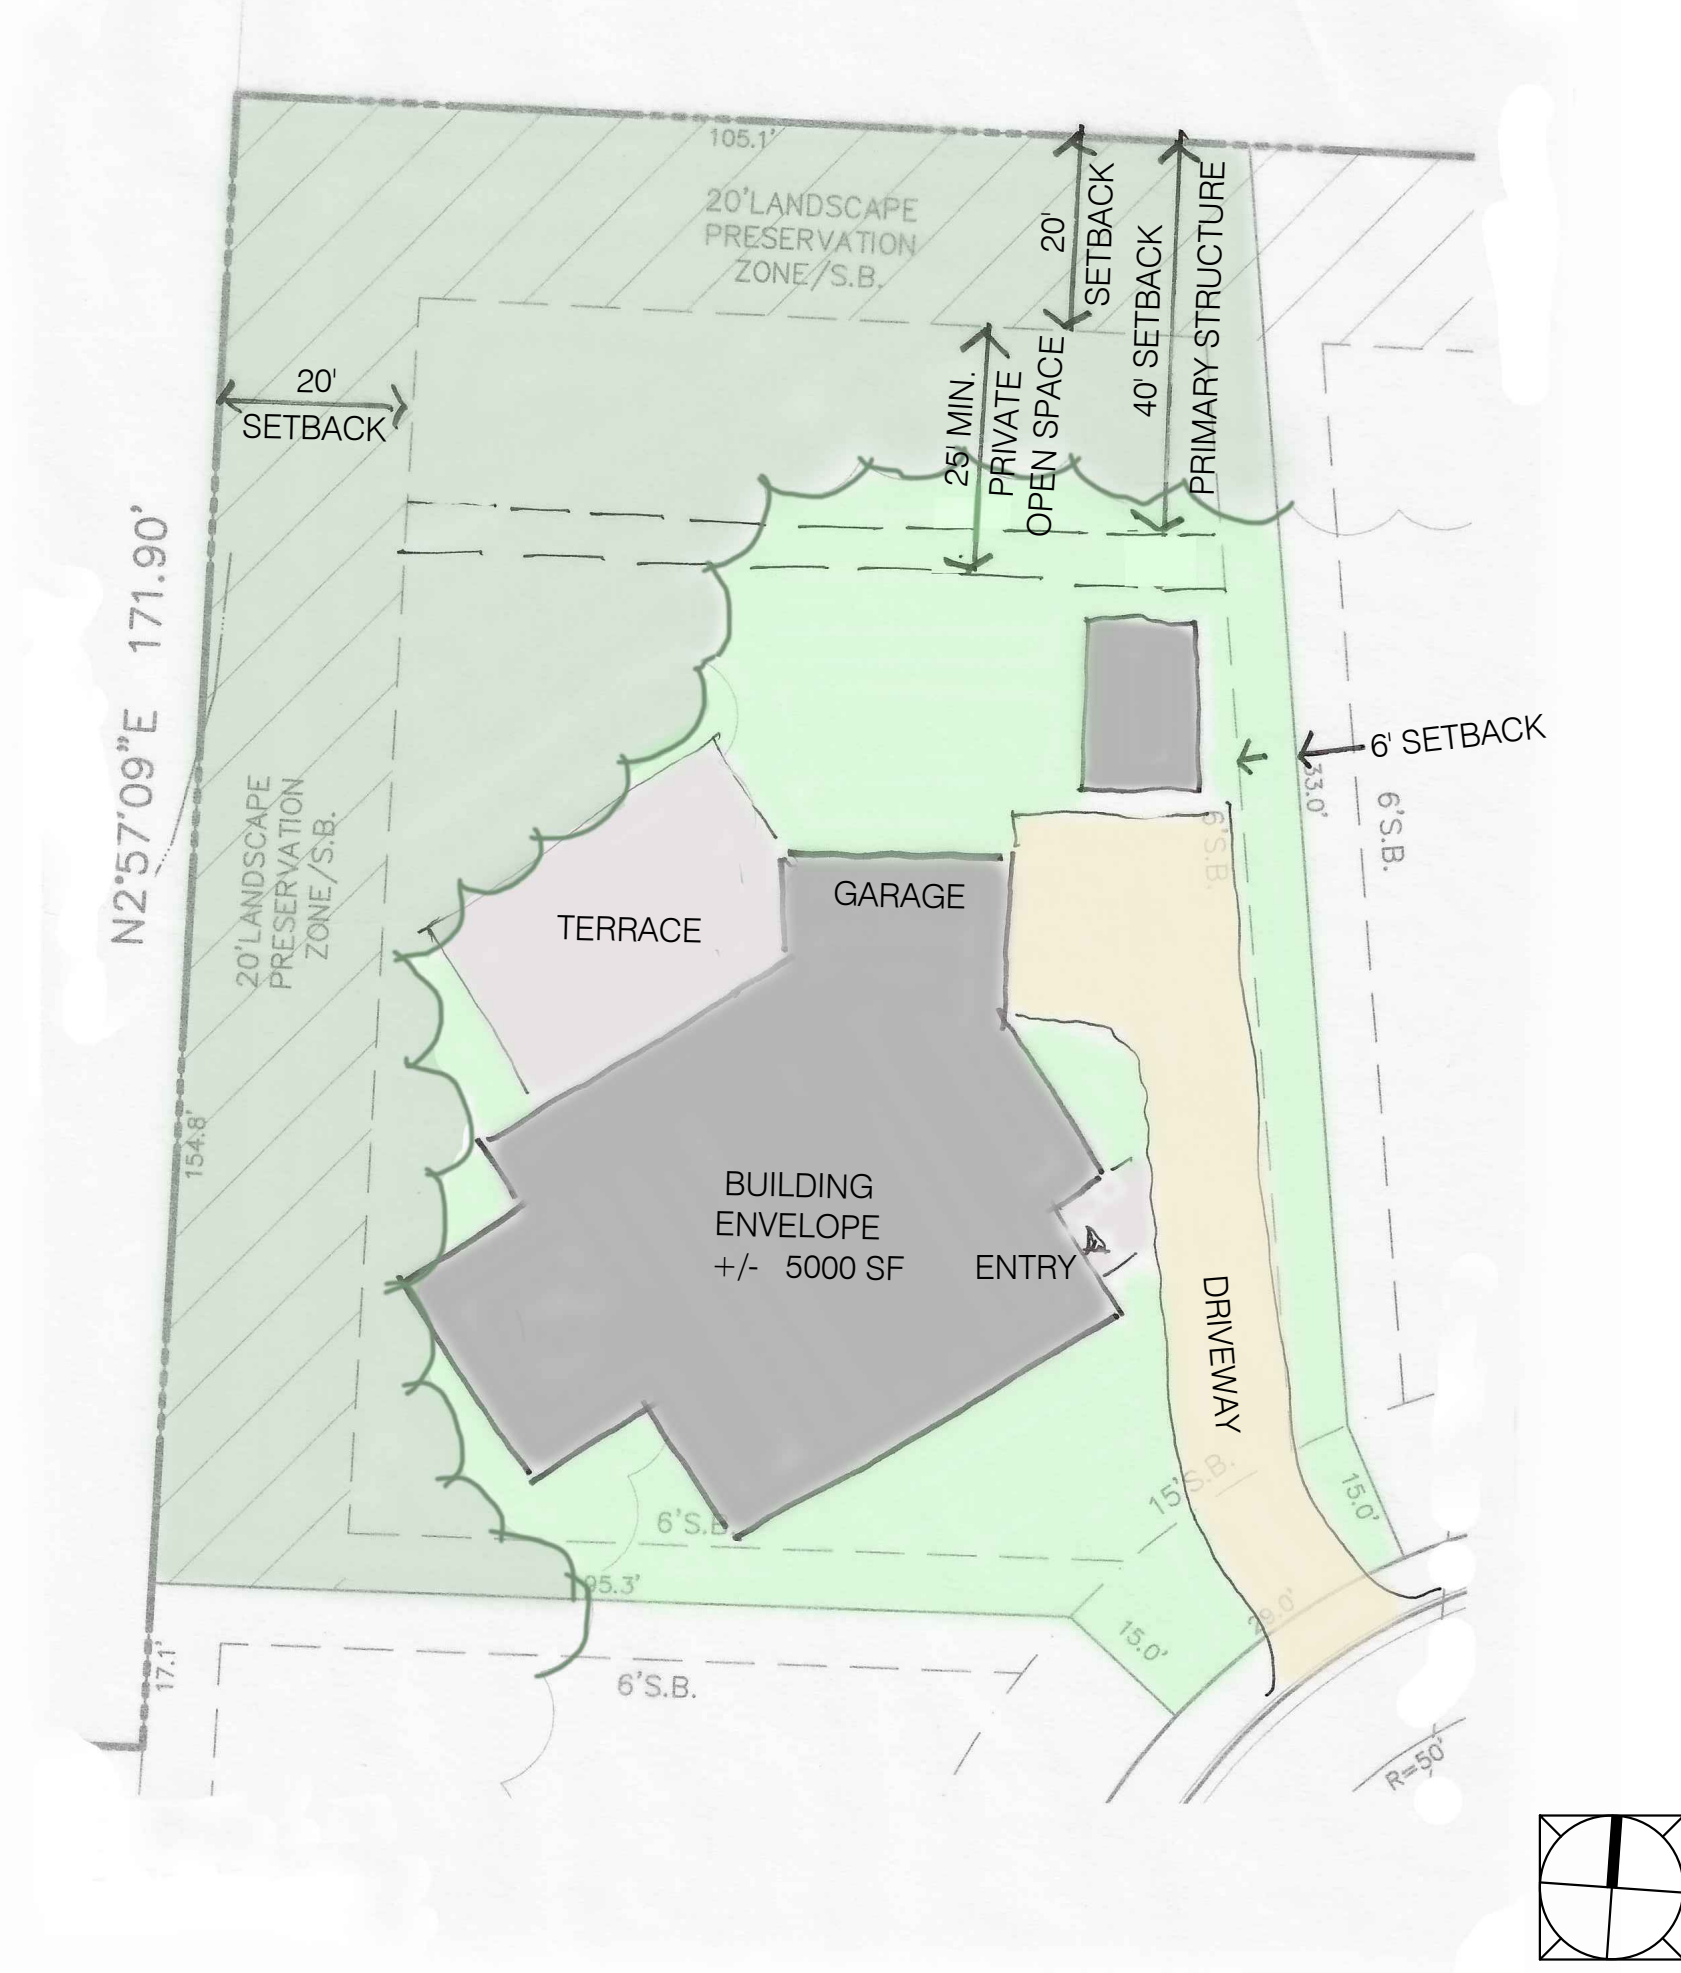 105.1'
20'LANDSCAPE
PRESERVATION
ZONE/S.B.
20'
SETBACK
40' SETBACK
PRIMARY STRUCTURE
25' MIN.
PRIVATE
OPEN SPACE
20'
SETBACK
N2°57'09"E 171.90'
6' SETBACK
33.0'
6'S.B.
6'S.B.
20'LANDSCAPE
PRESERVATION
ZONE/S.B.
GARAGE
TERRACE
154.8'
BUILDING
ENVELOPE
+/- 5000 SF
ENTRY
DRIVEWAY
15'S.B.
15.0'
6'S.B.
95.3'
29.0'
15.0'
17.1'
6'S.B.
R=50'